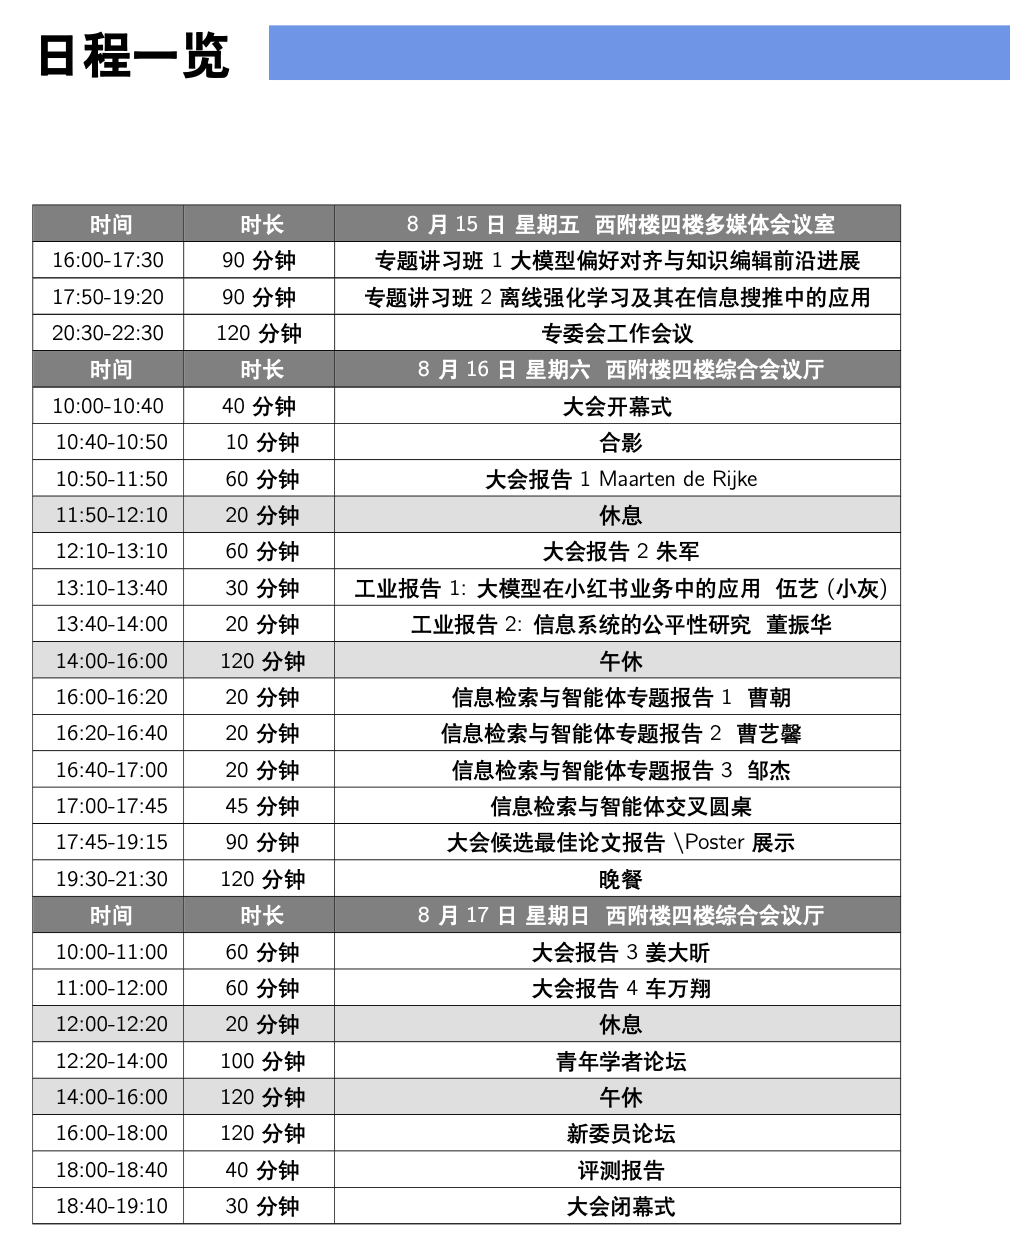 日程一览
时间 时长 8 月 15 日 星期五 西附楼四楼多媒体会议室
16:00-17:30 90 分钟 专题讲习班 1 大模型偏好对齐与知识编辑前沿进展
17:50-19:20 90 分钟 专题讲习班 2 离线强化学习及其在信息搜推中的应用
20:30-22:30 120 分钟 专委会工作会议
时间 时长 8 月 16 日 星期六 西附楼四楼综合会议厅
10:00-10:40 40 分钟 大会开幕式
10:40-10:50 10 分钟 合影
10:50-11:50 60 分钟 大会报告 1 Maarten de Rijke
11:50-12:10 20 分钟 休息
12:10-13:10 60 分钟 大会报告 2 朱军
13:10-13:40 30 分钟 工业报告 1: 大模型在小红书业务中的应用 伍艺 (小灰)
13:40-14:00 20 分钟 工业报告 2: 信息系统的公平性研究 董振华
14:00-16:00 120 分钟 午休
16:00-16:20 20 分钟 信息检索与智能体专题报告 1 曹朝
16:20-16:40 20 分钟 信息检索与智能体专题报告 2 曹艺馨
16:40-17:00 20 分钟 信息检索与智能体专题报告 3 邹杰
17:00-17:45 45 分钟 信息检索与智能体交叉圆桌
17:45-19:15 90 分钟 大会候选最佳论文报告 \Poster 展示
19:30-21:30 120 分钟 晚餐
时间 时长 8 月 17 日 星期日 西附楼四楼综合会议厅
10:00-11:00 60 分钟 大会报告 3 姜大昕
11:00-12:00 60 分钟 大会报告 4 车万翔
12:00-12:20 20 分钟 休息
12:20-14:00 100 分钟 青年学者论坛
14:00-16:00 120 分钟 午休
16:00-18:00 120 分钟 新委员论坛
18:00-18:40 40 分钟 评测报告
18:40-19:10 30 分钟 大会闭幕式